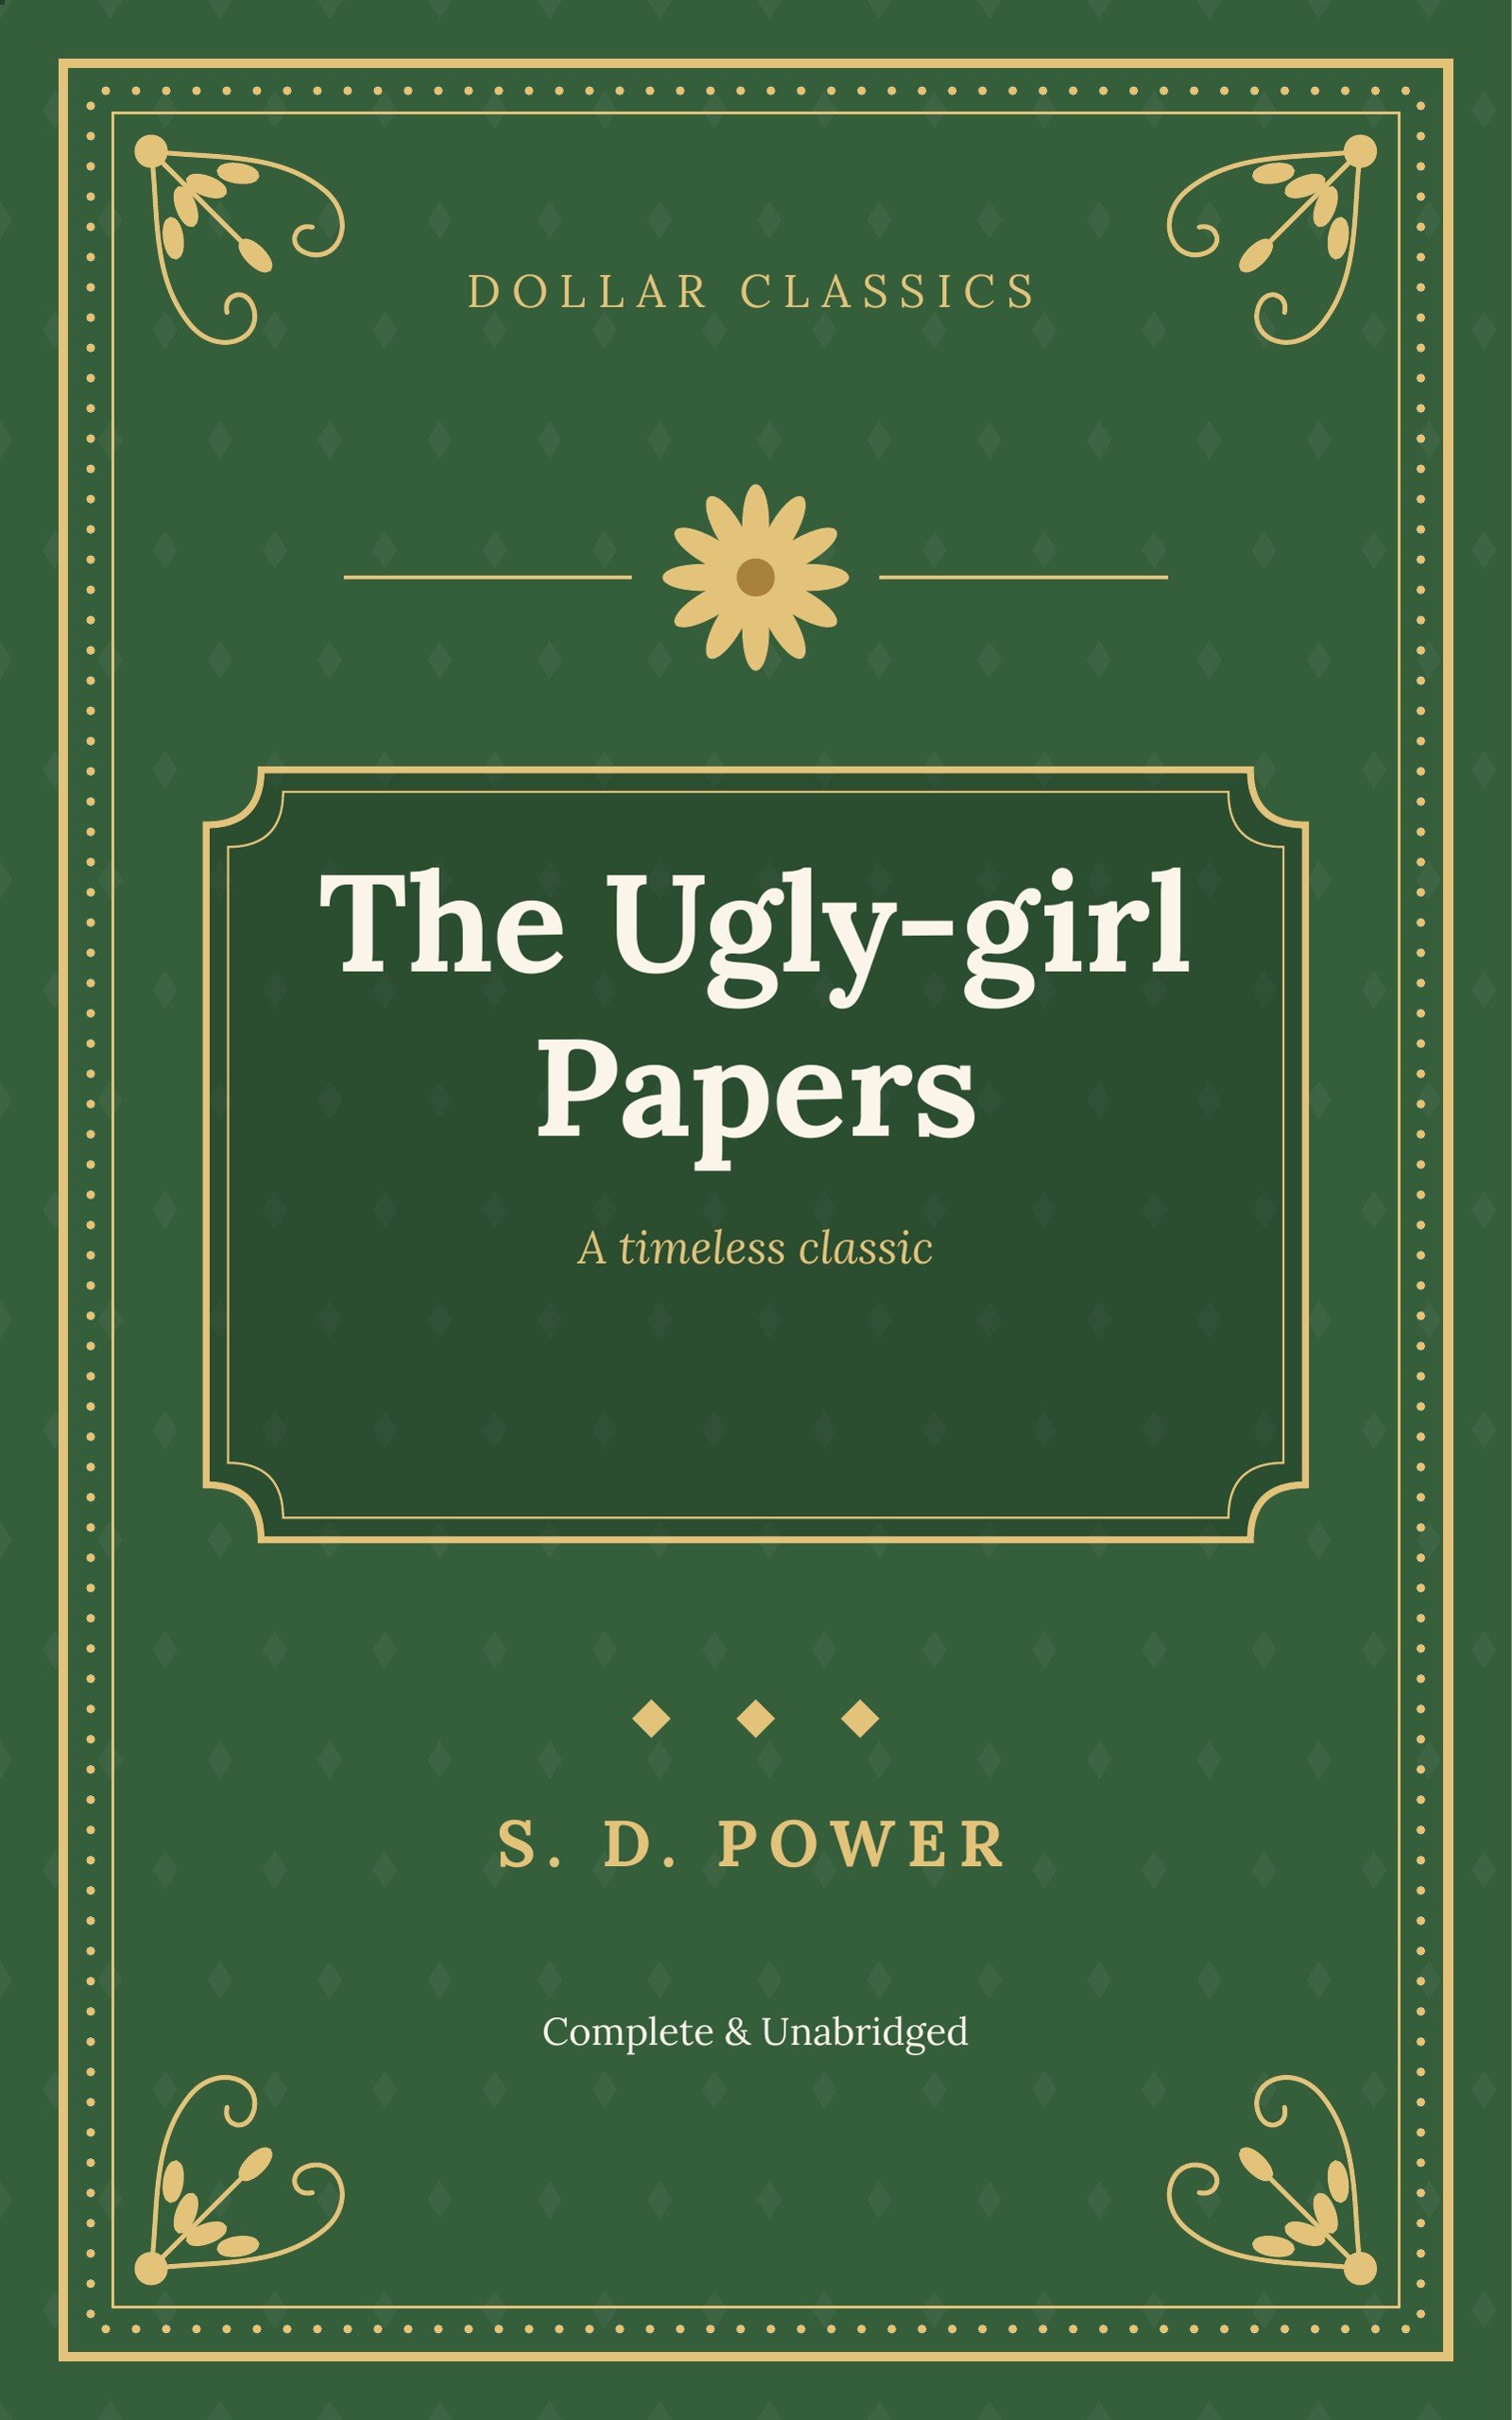 DOLLAR CLASSICS
The Ugly-girl
Papers
A timeless classic
S. D. POWER
Complete & Unabridged